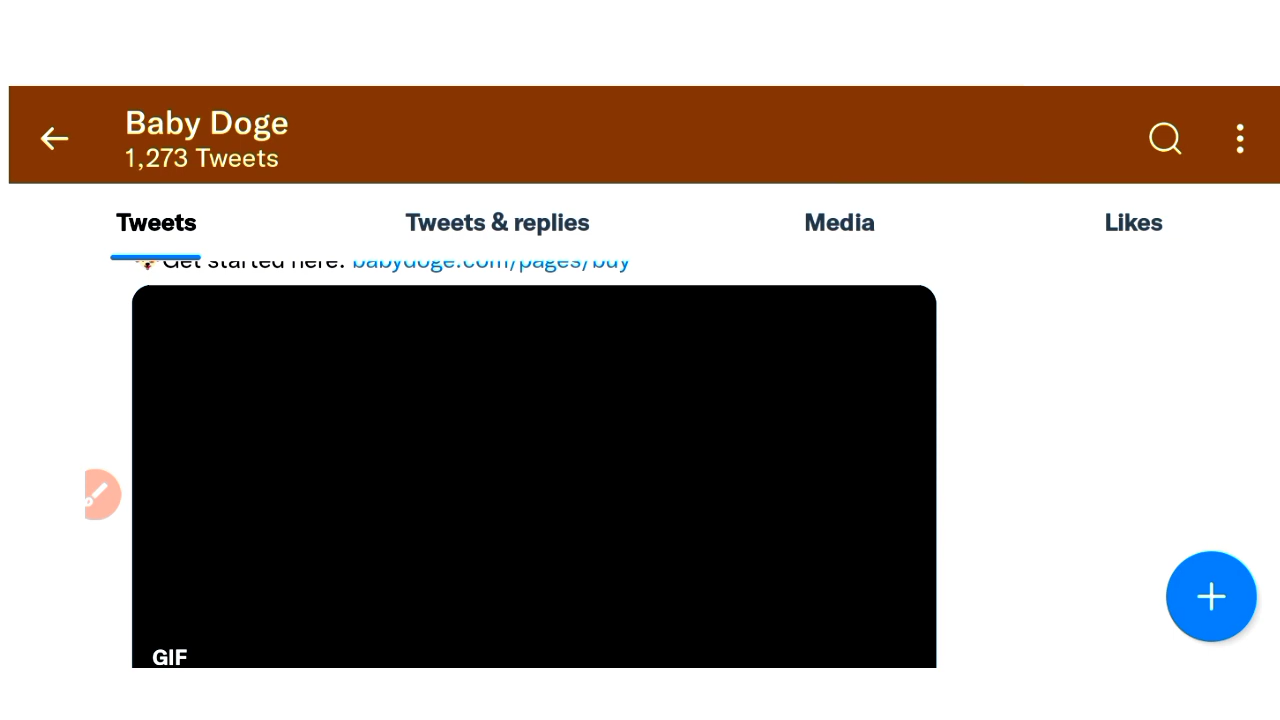 Baby Doge
1,273 Tweets
Tweets
Tweets & replies
Media
Likes
Get started here: babydoge.com/pages/buy
GIF